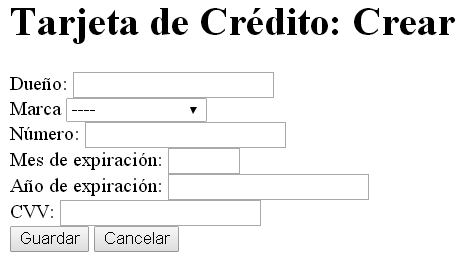 Tarjeta de Crédito: Crear
Dueño:
Marca ----
Número:
Mes de expiración:
Año de expiración:
CVV:
Guardar Cancelar